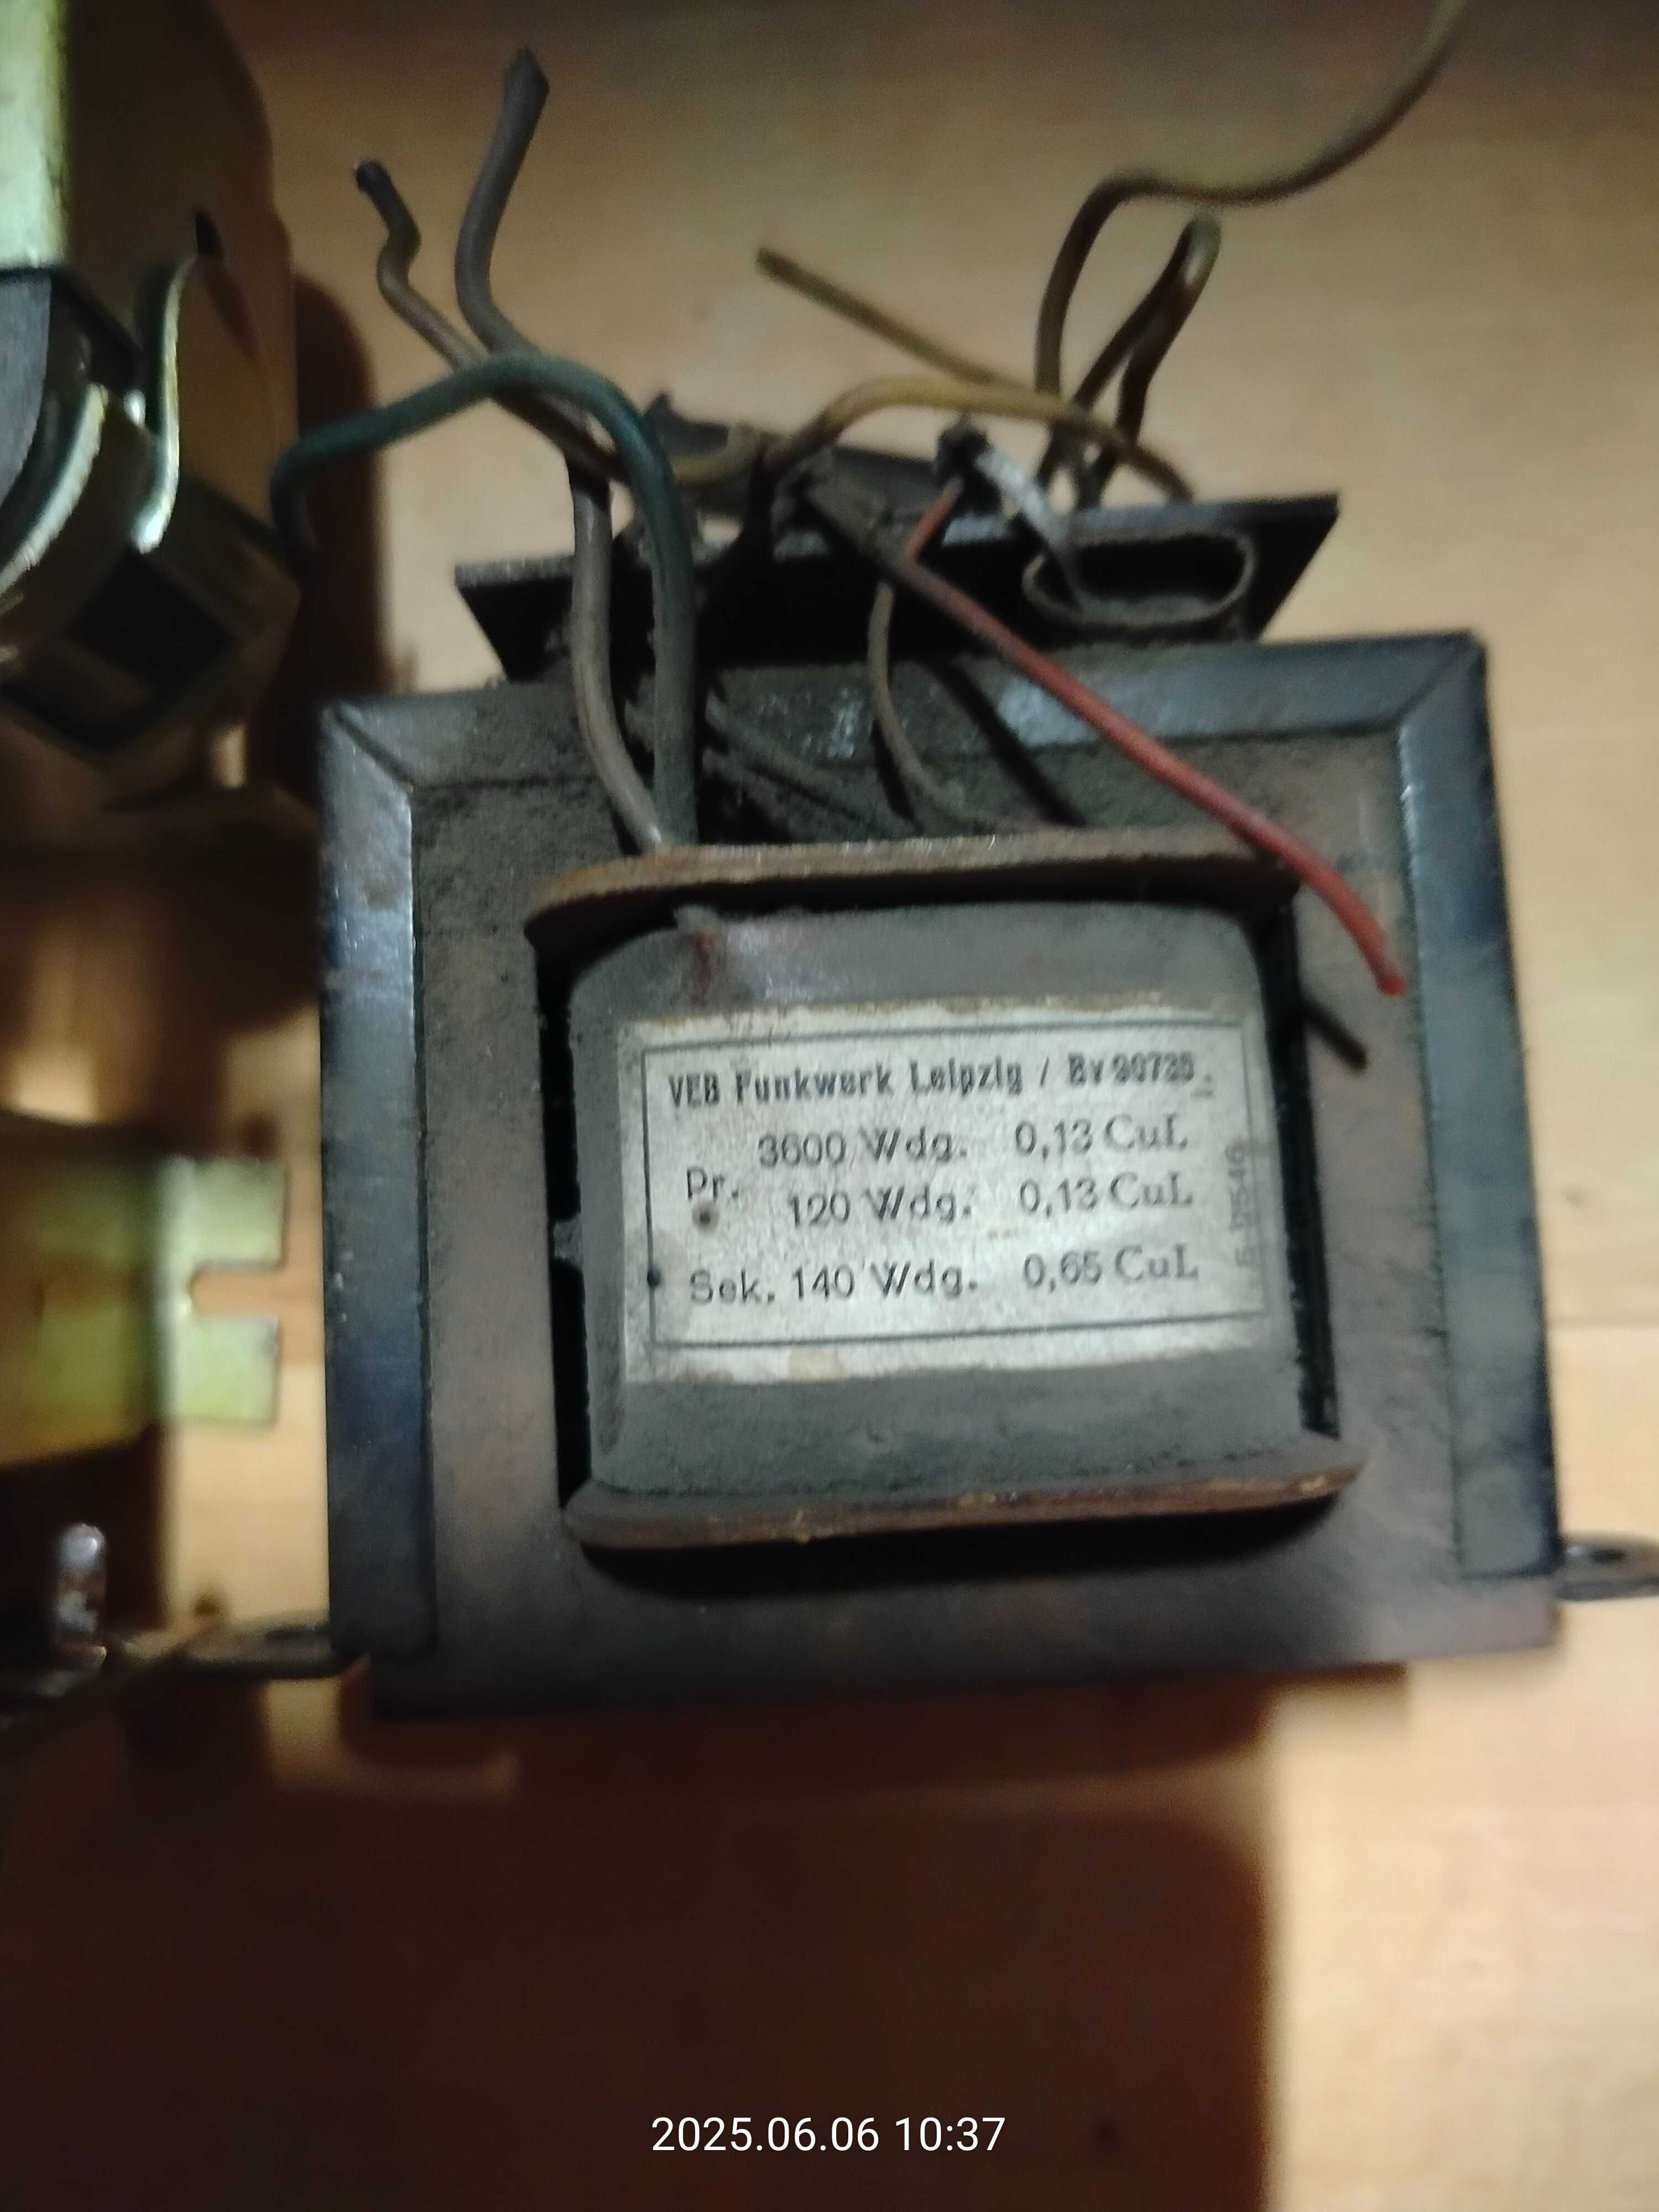 VEB Funkwerk Leipzig / Bv 90735
3600 Wdg. 0,13 CuL
Pr.
120 Wdg. 0,13 CuL
Sek. 140 Wdg. 0,65 CuL
2025.06.06 10:37